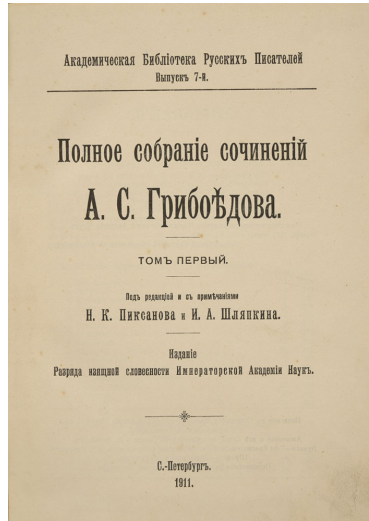 Академическая Библіотека Русскихъ Писателей
Выпускъ 7-й.
Полное собраніе сочиненій
А. С. Грибоѣдова.
ТОМЪ ПЕРВЫЙ.
Подъ редакціей и съ примѣчаніями
Н. К. Пиксанова и И. А. Шляпкина.
Изданіе
Разряда изящной словесности Императорской Академіи Наукъ.
С.-Петербургъ.
1911.